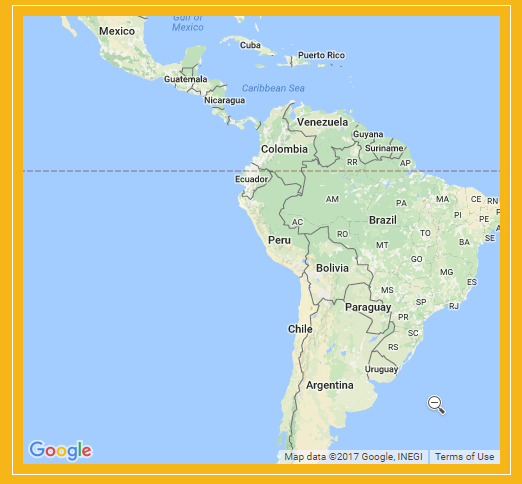 Gulf of
Mexico
Mexico
Cuba
Puerto Rico
Guatemala
Caribbean Sea
Nicaragua
Venezuela
Guyana
Colombia
Suriname
RR
AP
Ecuador
AM
PA
MA
CE
RN
PI
PE
AC
RO
TO
Brazil
BA
SE
Peru
MT
GO
Bolivia
MG
ES
MS
SP
RJ
Paraguay
PR
SC
Chile
RS
Uruguay
Argentina
Google
Map data ©2017 Google, INEGI
Terms of Use